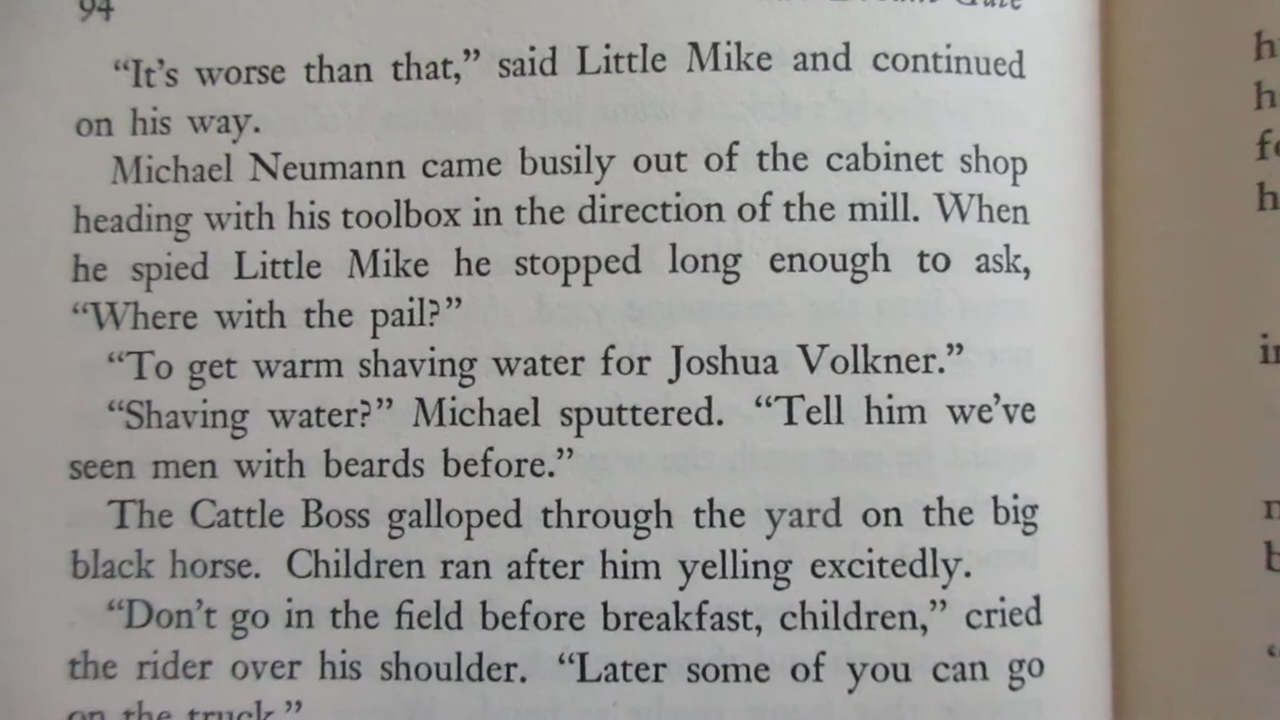 94
"It's worse than that," said Little Mike and continued
on his way.
Michael Neumann came busily out of the cabinet shop
heading with his toolbox in the direction of the mill. When
he spied Little Mike he stopped long enough to ask,
"Where with the pail?"
"To get warm shaving water for Joshua Volkner."
"Shaving water?" Michael sputtered. "Tell him we've
seen men with beards before."
The Cattle Boss galloped through the yard on the big
black horse. Children ran after him yelling excitedly.
"Don't go in the field before breakfast, children," cried
the rider over his shoulder. "Later some of you can go
on the truck."